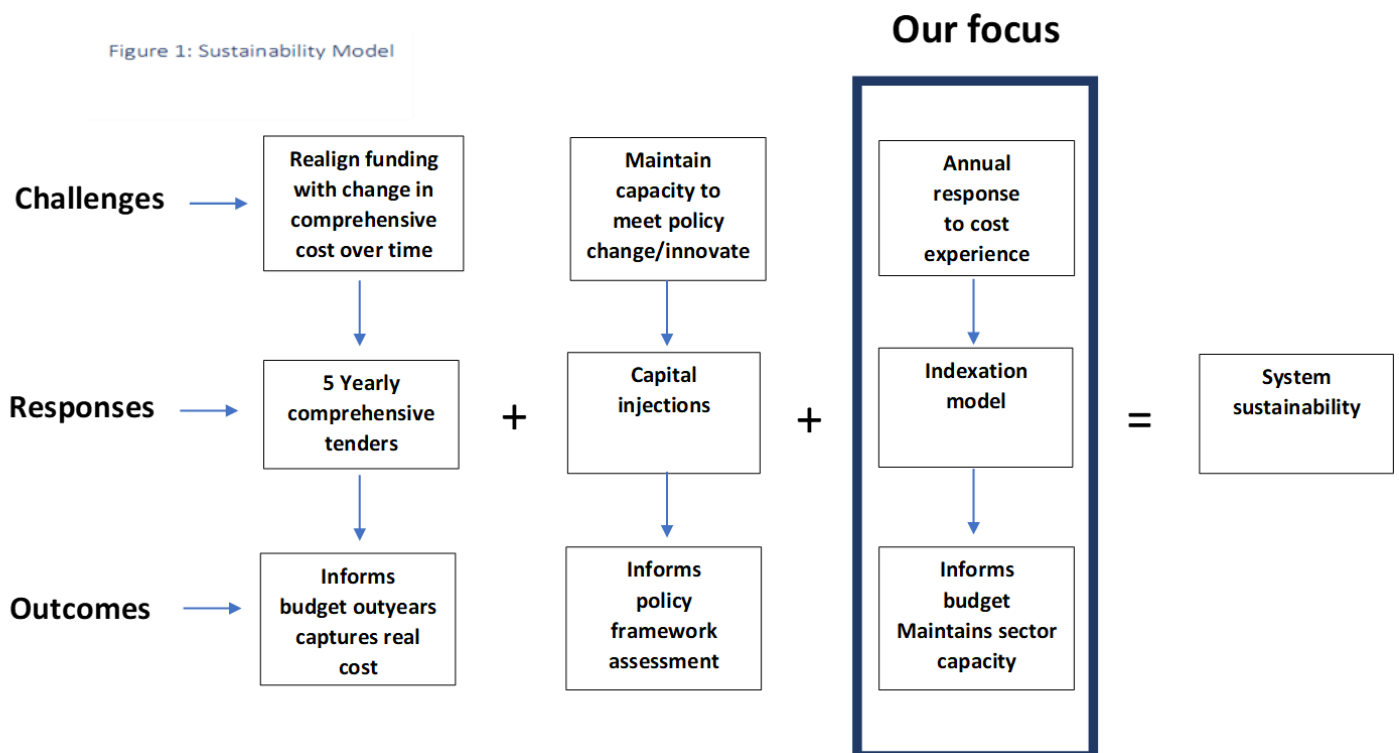 Our focus
Figure 1: Sustainability Model
Challenges
Realign funding
with change in
comprehensive
cost over time
Maintain
capacity to
meet policy
change/innovate
Annual
response
to cost
experience
Responses
5 Yearly
comprehensive
tenders
+
Capital
injections
+
Indexation
model
=
System
sustainability
Outcomes
Informs
budget outyears
captures real
cost
Informs
policy
framework
assessment
Informs
budget
Maintains sector
capacity